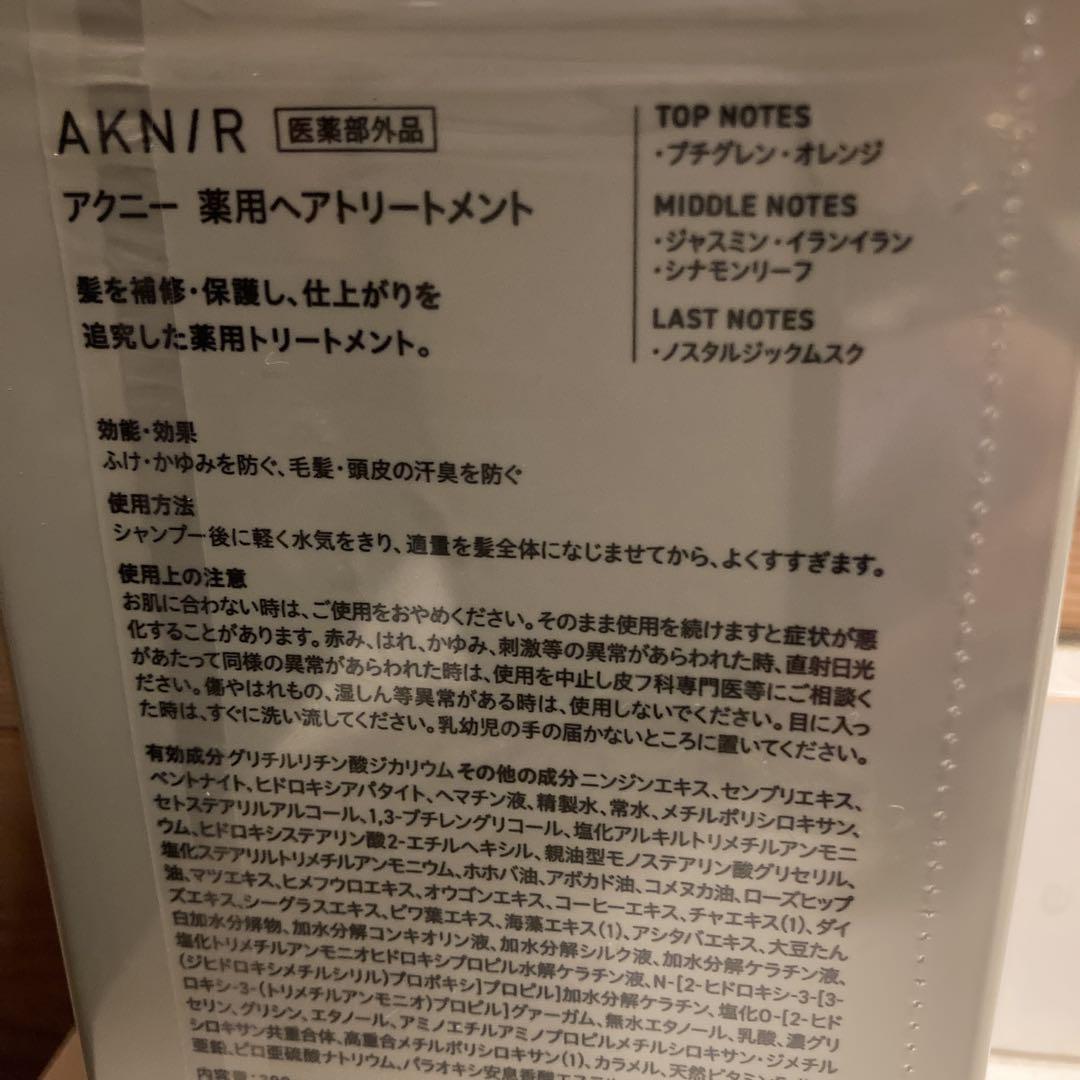 AKNIR 医薬部外品
アクニー 薬用ヘアトリートメント
髪を補修・保護し、仕上がりを
追究した薬用トリートメント。
TOP NOTES
・プチグレン・オレンジ
MIDDLE NOTES
・ジャスミン・イランイラン
・シナモンリーフ
LAST NOTES
・ノスタルジックムスク
効能・効果
ふけ・かゆみを防ぐ、毛髪・頭皮の汗臭を防ぐ
使用方法
シャンプー後に軽く水気をきり、適量を髪全体になじませてから、よくすすぎます。
使用上の注意
お肌に合わない時は、ご使用をおやめください。そのまま使用を続けますと症状が悪
化することがあります。赤み、はれ、かゆみ、刺激等の異常があらわれた時、直射日光
があたって同様の異常があらわれた時は、使用を中止し皮フ科専門医等にご相談く
ださい。傷やはれもの、湿しん等異常がある時は、使用しないでください。目に入っ
た時は、すぐに洗い流してください。乳幼児の手の届かないところに置いてください。
有効成分 グリチルリチン酸ジカリウム その他の成分 ニンジンエキス、センブリエキス、
ベントナイト、ヒドロキシアパタイト、ヘマチン液、精製水、常水、メチルポリシロキサン、
セトステアリルアルコール、1,3-ブチレングリコール、塩化アルキルトリメチルアンモニ
ウム、ヒドロキシステアリン酸2-エチルヘキシル、親油型モノステアリン酸グリセリル、
塩化ステアリルトリメチルアンモニウム、ホホバ油、アボカド油、コメヌカ油、ローズヒップ
油、マツエキス、ヒメフウロエキス、オウゴンエキス、コーヒーエキス、チャエキス(1)、ダイ
ズエキス、シーグラスエキス、ビワ葉エキス、海藻エキス(1)、アシタバエキス、大豆たん
白加水分解物、加水分解コンキオリン液、加水分解シルク液、加水分解ケラチン液、
塩化トリメチルアンモニオヒドロキシプロピル水解ケラチン液、N-[2-ヒドロキシ-3-[3-
(ジヒドロキシメチルシリル)プロポキシ]プロピル]加水分解ケラチン、塩化O-[2-ヒド
ロキシ-3-(トリメチルアンモニオ)プロピル]グァーガム、無水エタノール、乳酸、濃グリ
セリン、グリシン、エタノール、アミノエチルアミノプロピルメチルシロキサン・ジメチル
シロキサン共重合体、高重合メチルポリシロキサン(1)、カラメル、天然ビタミン
亜鉛、ピロ亜硫酸ナトリウム、パラオキシ安息香酸エステル
内容量: